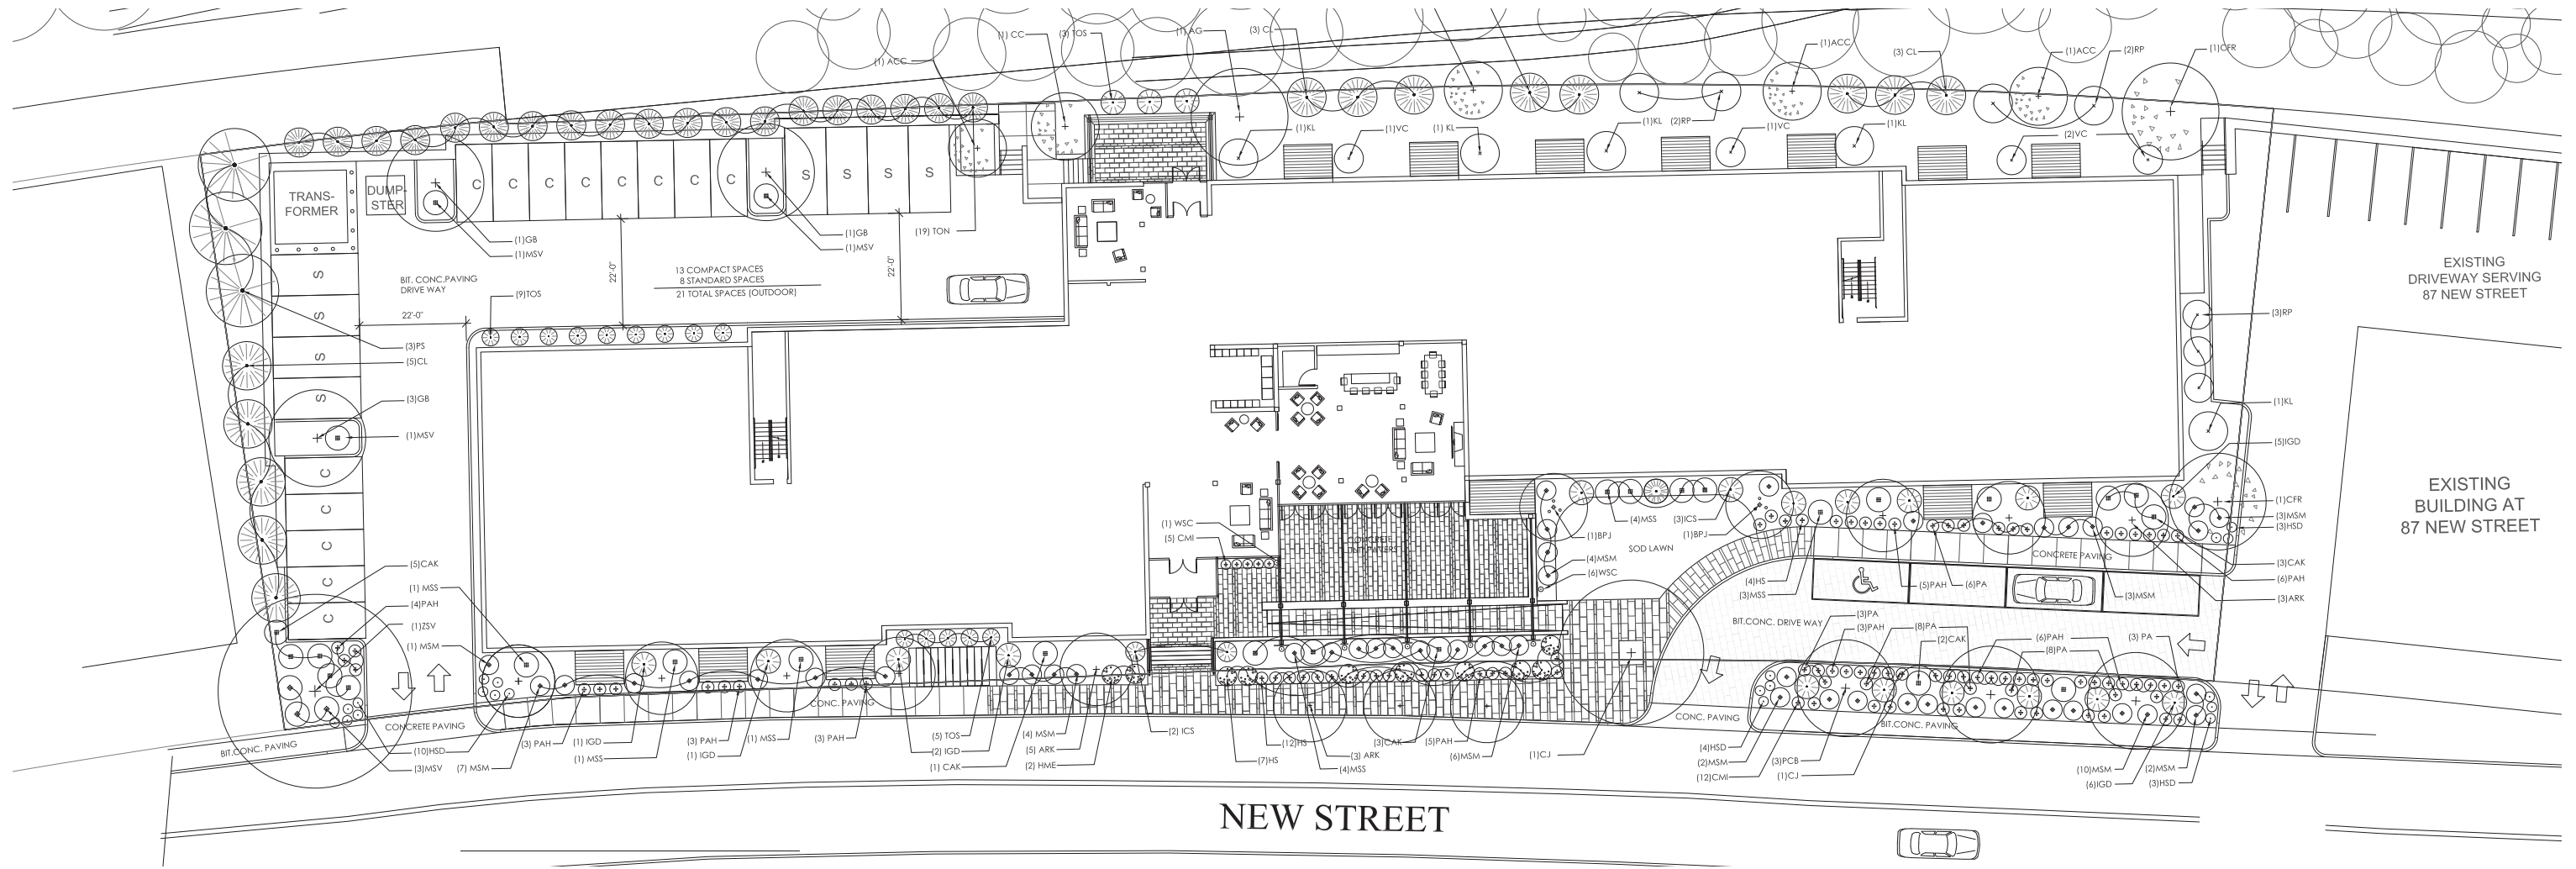 (1) CC
(3) TOS
(1) AG
(3) CL
(1)ACC
(3) CL
(1)ACC
(2)RP
(1)CFR
(1) ACC
(1)KL
(1)VC
(1) KL
(1)KL
(2)RP
(1)VC
(1)KL
(2)VC
TRANS-
FORMER
DUMP-
STER
C
C
C
C
C
C
C
C
S
S
S
S
(1)GB
(1)MSV
(1)GB
(1)MSV
(19) TON
EXISTING
DRIVEWAY SERVING
87 NEW STREET
S
S
S
S
BIT. CONC.PAVING
DRIVE WAY
22'-0"
13 COMPACT SPACES
8 STANDARD SPACES
21 TOTAL SPACES (OUTDOOR)
22'-0"
(9)TOS
22'-0"
(3)RP
(3)PS
(5)CL
(3)GB
(1)MSV
(1)KL
(5)IGD
C
C
C
C
C
EXISTING
BUILDING AT
87 NEW STREET
(1)CFR
(3)MSM
(3)HSD
(1) WSC
(5) CMI
(4)MSS
(3)ICS
(1)BPJ
(1)BPJ
SOD LAWN
(4)MSM
(6)WSC
CONCRETE PAVING
(3)CAK
(6)PAH
(3)ARK
(4)HS
(3)MSS
(5)PAH
(6)PA
(3)MSM
(5)CAK
(1) MSS
(4)PAH
(1)ZSV
(1) MSM
BIT.CONC. DRIVE WAY
(3)PA
(3)PAH
(8)PA
(2)CAK
(6)PAH
(8)PA
(3) PA
CONC. PAVING
CONC. PAVING
BIT.CONC. PAVING
CONCRETE PAVING
BIT.CONC. PAVING
(10)HSD
(3)MSV
(7) MSM
(3) PAH
(1) IGD
(1) MSS
(3) PAH
(1) IGD
(1) MSS
(3) PAH
(5) TOS
(2) IGD
(1) CAK
(4) MSM
(5) ARK
(2) HME
(2) ICS
(7)HS
(12)HS
(3) ARK
(4)MSS
(3)CAK
(5)PAH
(6)MSM
(1)CJ
(4)HSD
(2)MSM
(12)CMI
(3)PCB
(1)CJ
(10)MSM
(6)IGD
(2)MSM
(3)HSD
NEW STREET